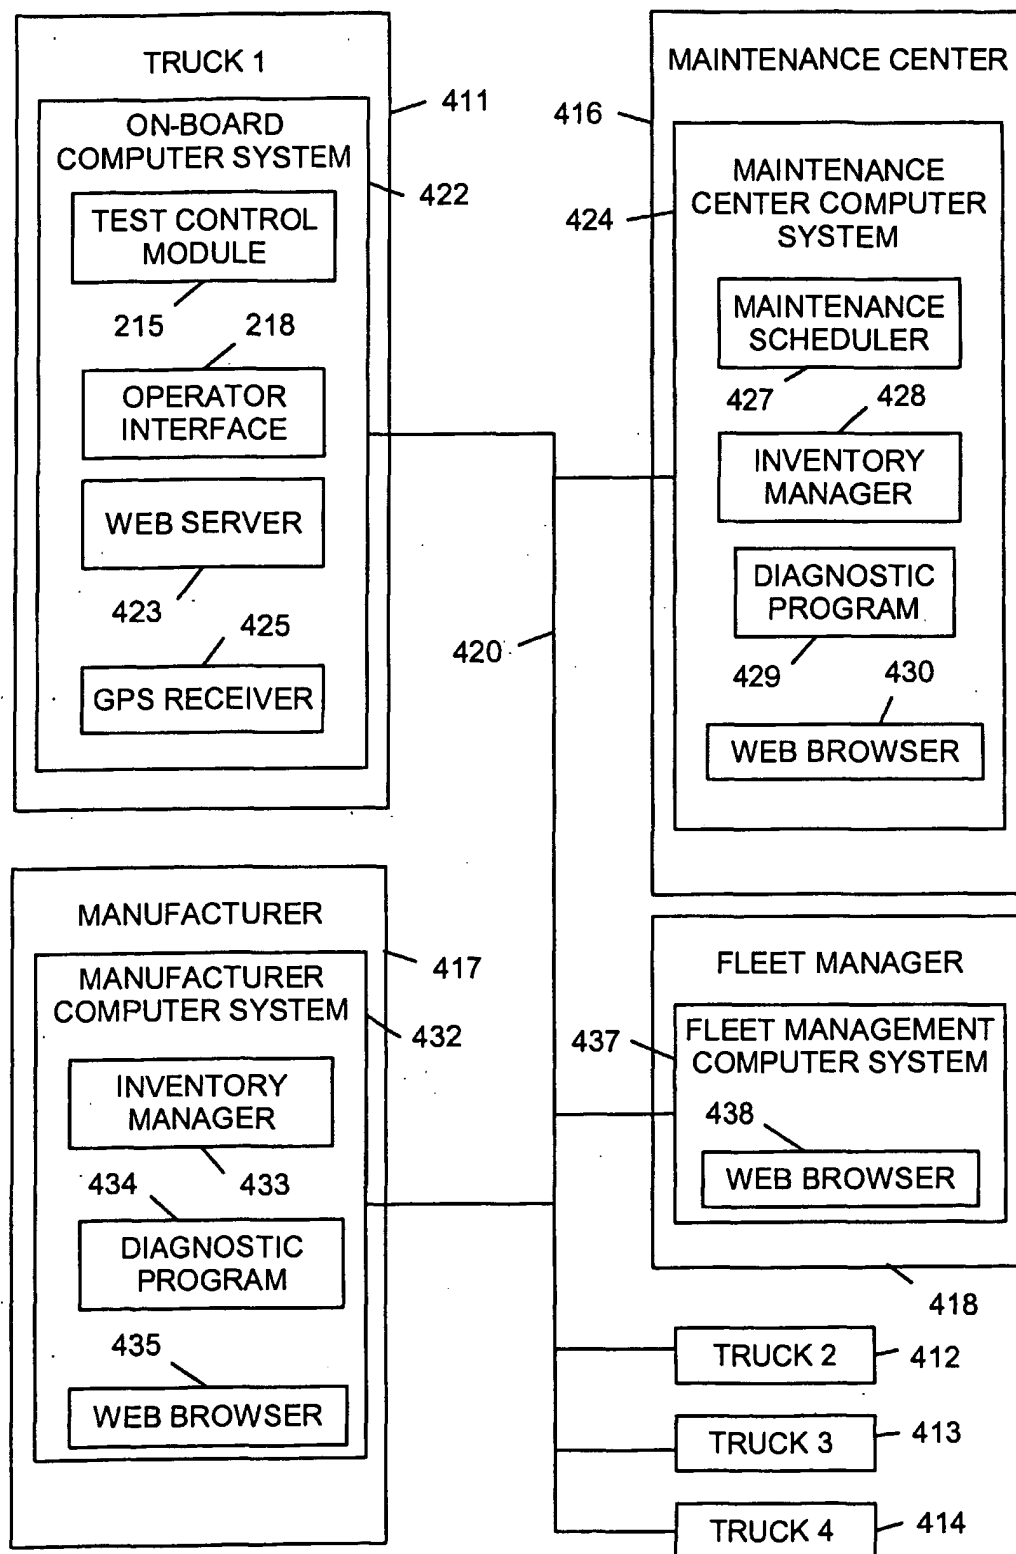 TRUCK 1
411
ON-BOARD
COMPUTER SYSTEM
422
TEST CONTROL
MODULE
215
218
OPERATOR
INTERFACE
WEB SERVER
423
425
GPS RECEIVER
420
MAINTENANCE CENTER
416
MAINTENANCE
CENTER COMPUTER
SYSTEM
424
MAINTENANCE
SCHEDULER
427
428
INVENTORY
MANAGER
DIAGNOSTIC
PROGRAM
429
430
WEB BROWSER
MANUFACTURER
417
MANUFACTURER
COMPUTER SYSTEM
432
INVENTORY
MANAGER
434
433
DIAGNOSTIC
PROGRAM
435
WEB BROWSER
FLEET MANAGER
437
FLEET MANAGEMENT
COMPUTER SYSTEM
438
WEB BROWSER
418
TRUCK 2
412
TRUCK 3
413
TRUCK 4
414